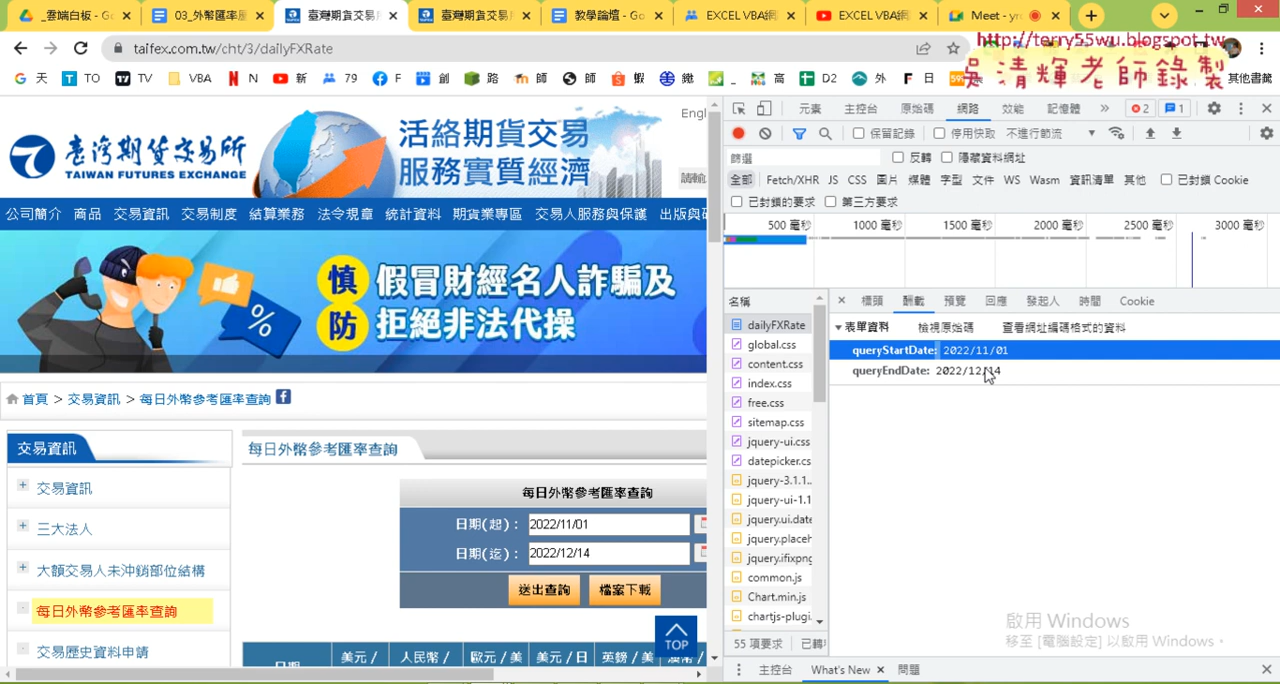 _雲端白板 - G
03_外幣匯率歷
臺灣期貨交易戶
臺灣期貨交易戶
教學論壇 - Go
EXCEL VBA網
EXCEL VBA網
Meet - yr
http://terry55wu.blogspot.tw
吳清輝老師錄製
taifex.com.tw/cht/3/dailyFXRate
天 TO TV VBA N 新 79 F 創 路 師 師 蝦 高 D2 外 日 其他書籤
臺灣期貨交易所
TAIWAN FUTURES EXCHANGE
活絡期貨交易
服務實質經濟
Engl
公司簡介 商品 交易資訊 交易制度 結算業務 法令規章 統計資料 期貨業專區 交易人服務與保護 出版與研
慎防
假冒財經名人詐騙及
拒絕非法代操
首頁 > 交易資訊 > 每日外幣參考匯率查詢
交易資訊
交易資訊
三大法人
大額交易人未沖銷部位結構
每日外幣參考匯率查詢
交易歷史資料申請
每日外幣參考匯率查詢
每日外幣參考匯率查詢
日期(起)： 2022/11/01
日期(迄)： 2022/12/14
送出查詢 檔案下載
TOP
日期 美元／ 人民幣／ 歐元／美 美元／日 英鎊／美
元素 主控台 原始碼 網路 效能 記憶體 » 2 1
保留記錄 停用快取 不進行節流
篩選 反轉 隱藏資料網址
全部 Fetch/XHR JS CSS 圖片 媒體 字型 文件 WS Wasm 資訊清單 其他 已封鎖 Cookie
已封鎖的要求 第三方要求
500 毫秒 1000 毫秒 1500 毫秒 2000 毫秒 2500 毫秒 3000 毫秒
名稱 標頭 酬載 預覽 回應 發起人 時間 Cookie
dailyFXRate
global.css
content.css
index.css
free.css
sitemap.css
jquery-ui.css
datepicker.cs
jquery-3.1.1..
jquery-ui-1.1
jquery.ui.date
jquery.placeh
jquery.ifixpng
common.js
Chart.min.js
chartjs-plugi.
表單資料 檢視原始碼 查看網址編碼格式的資料
queryStartDate: 2022/11/01
queryEndDate: 2022/12/14
啟用 Windows
移至 [電腦設定] 以啟用 Windows。
55 項要求 已轉
主控台 What's New 問題